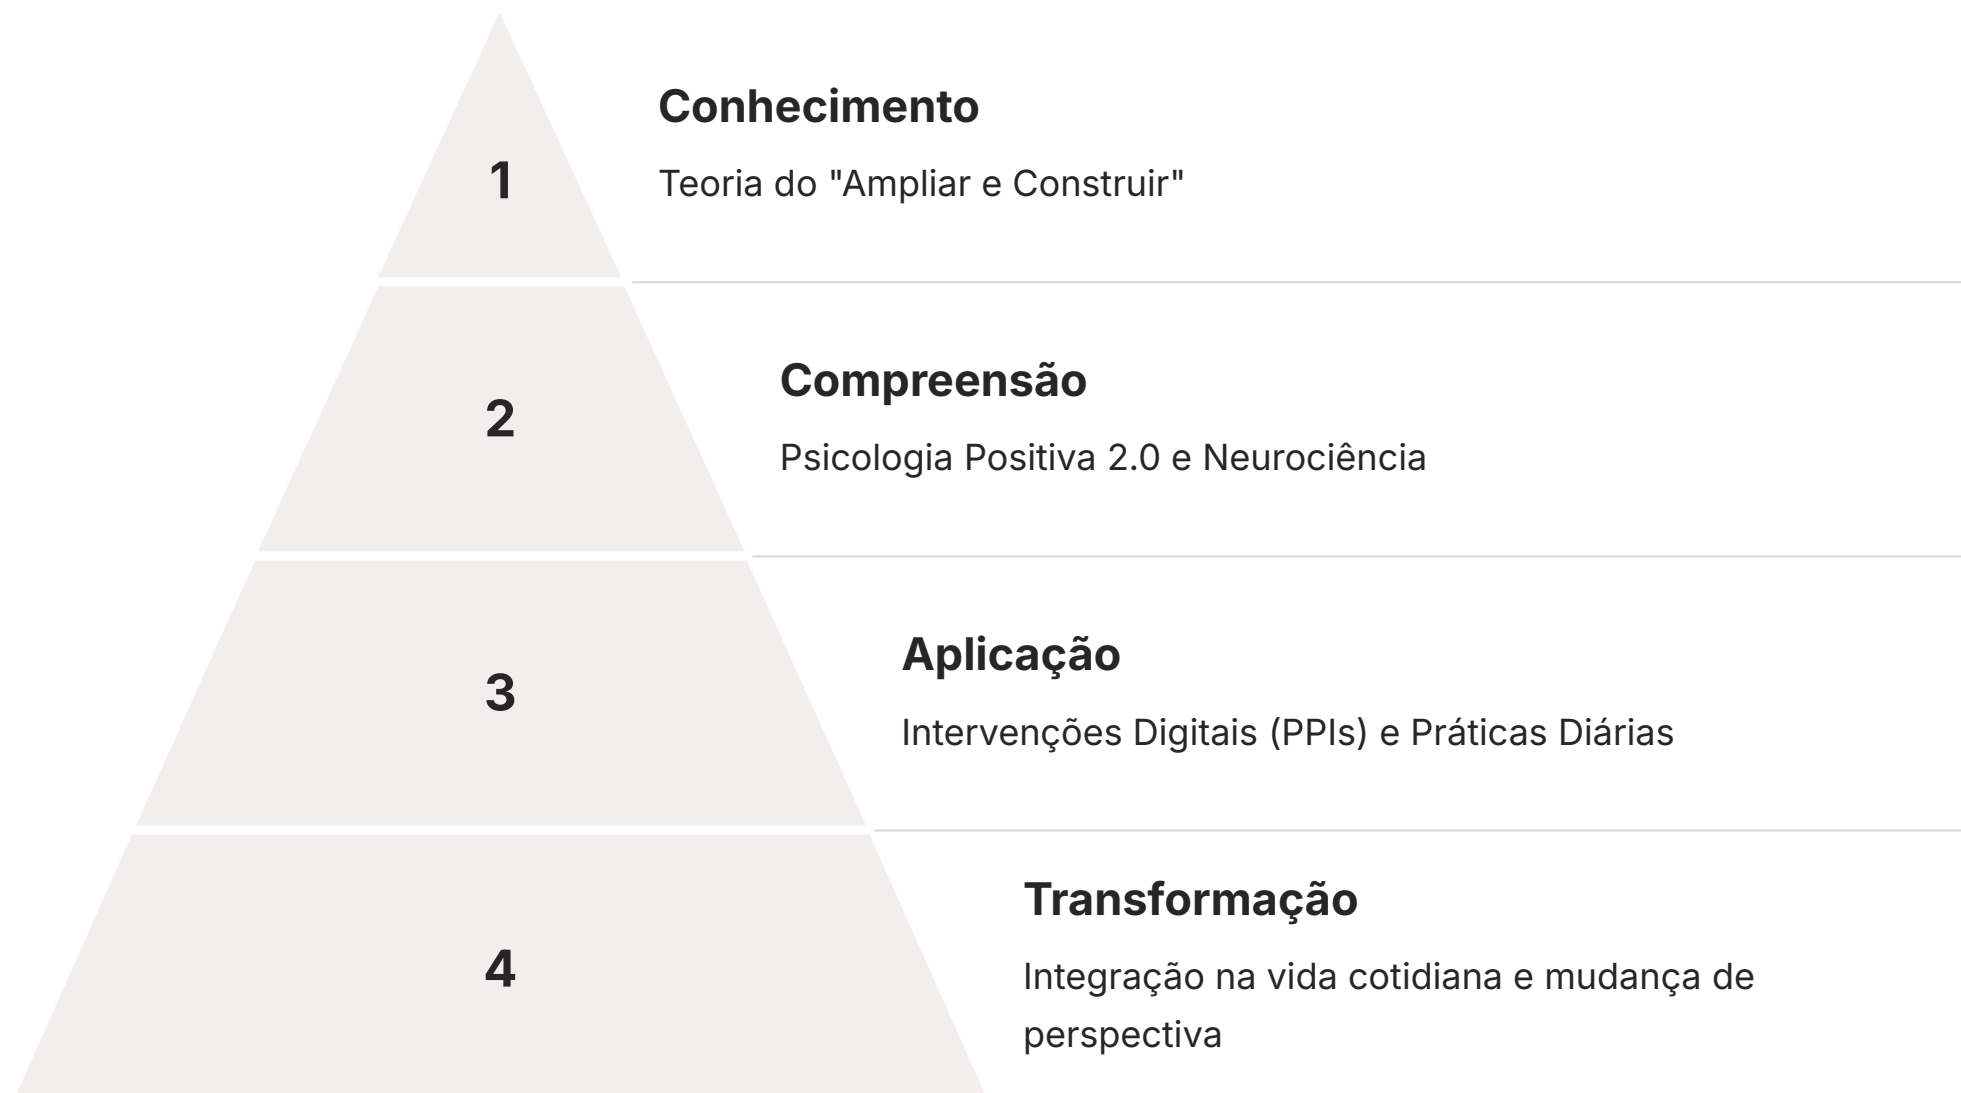 1
Conhecimento
Teoria do "Ampliar e Construir"
2
Compreensão
Psicologia Positiva 2.0 e Neurociência
3
Aplicação
Intervenções Digitais (PPIs) e Práticas Diárias
4
Transformação
Integração na vida cotidiana e mudança de
perspectiva